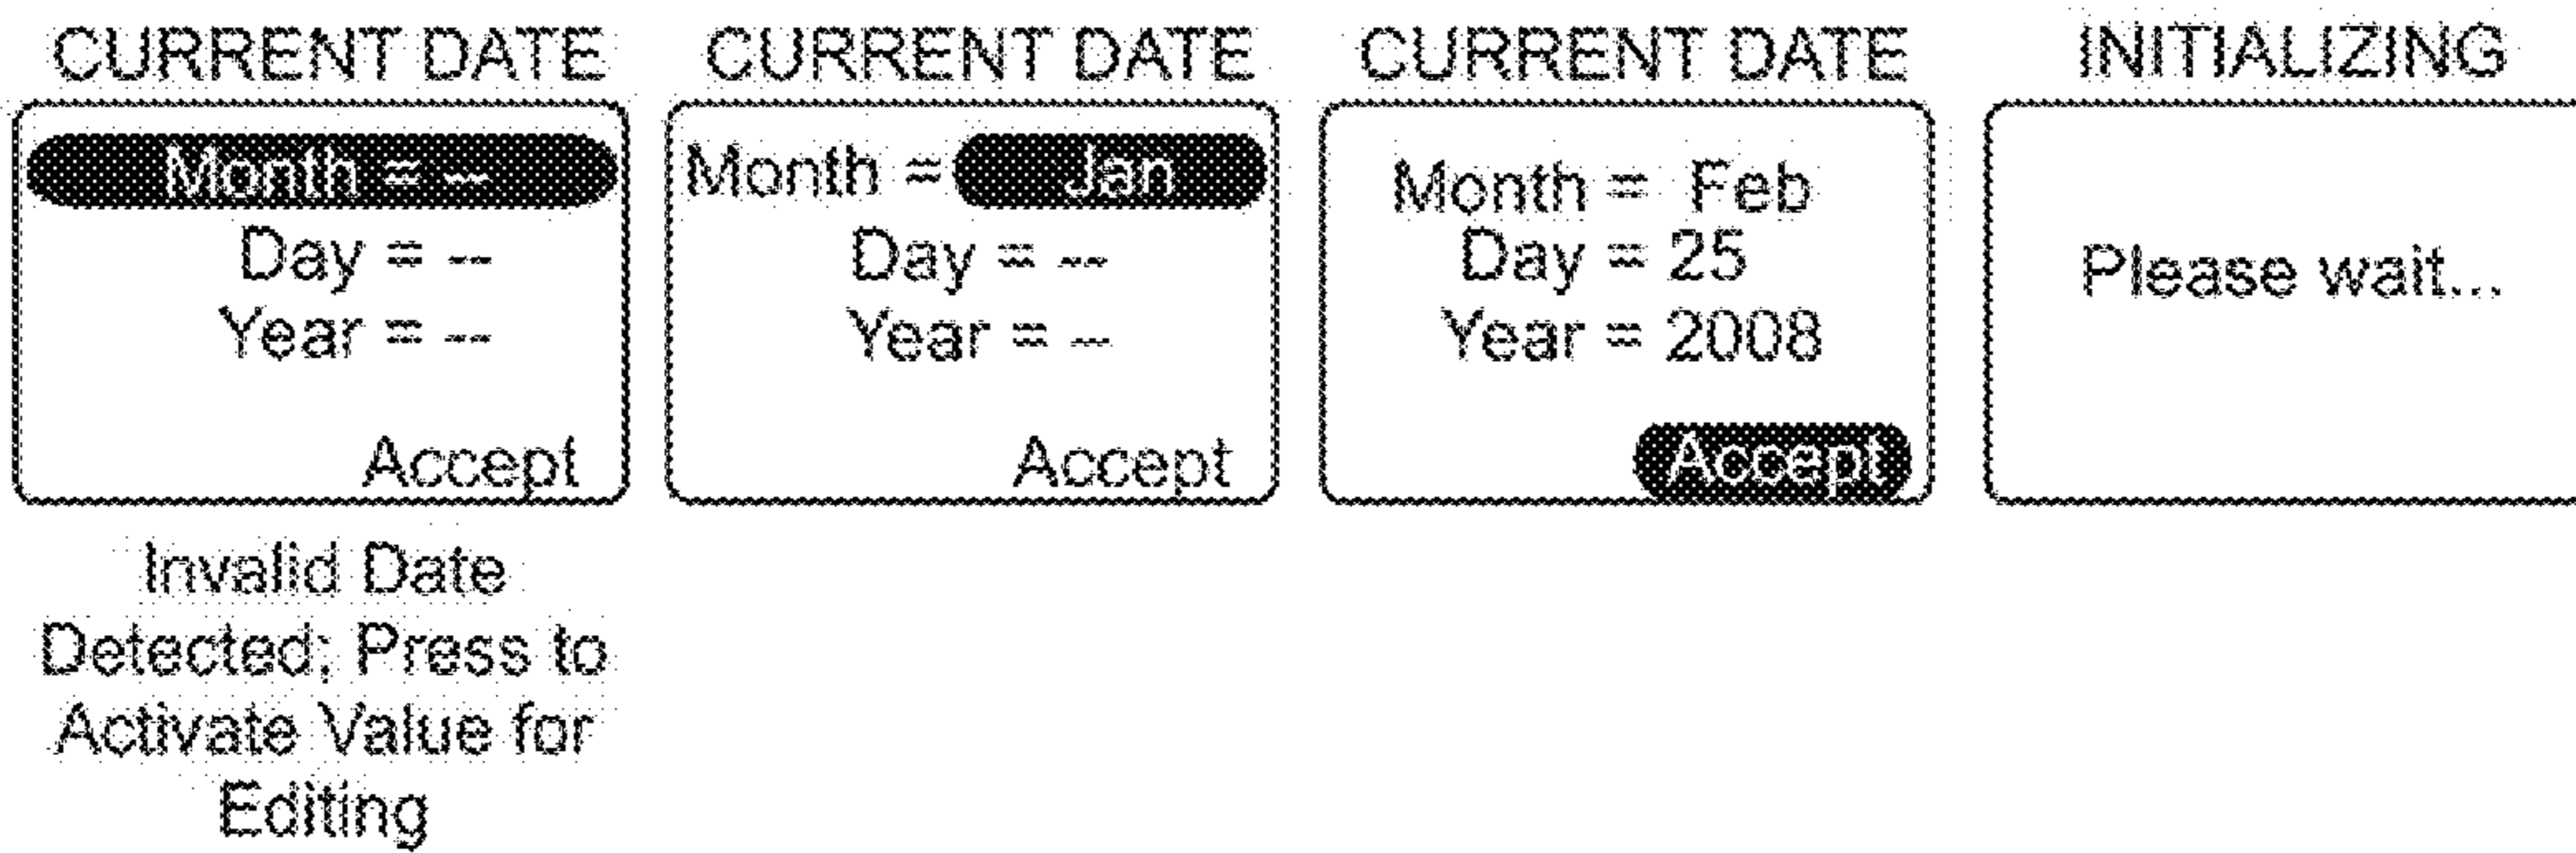 CURRENT DATE
Month = --
Day = --
Year = --
Accept
Invalid Date
Detected; Press to
Activate Value for
Editing
CURRENT DATE
Month = Jan
Day = --
Year = --
Accept
CURRENT DATE
Month = Feb
Day = 25
Year = 2008
Accept
INITIALIZING
Please wait...